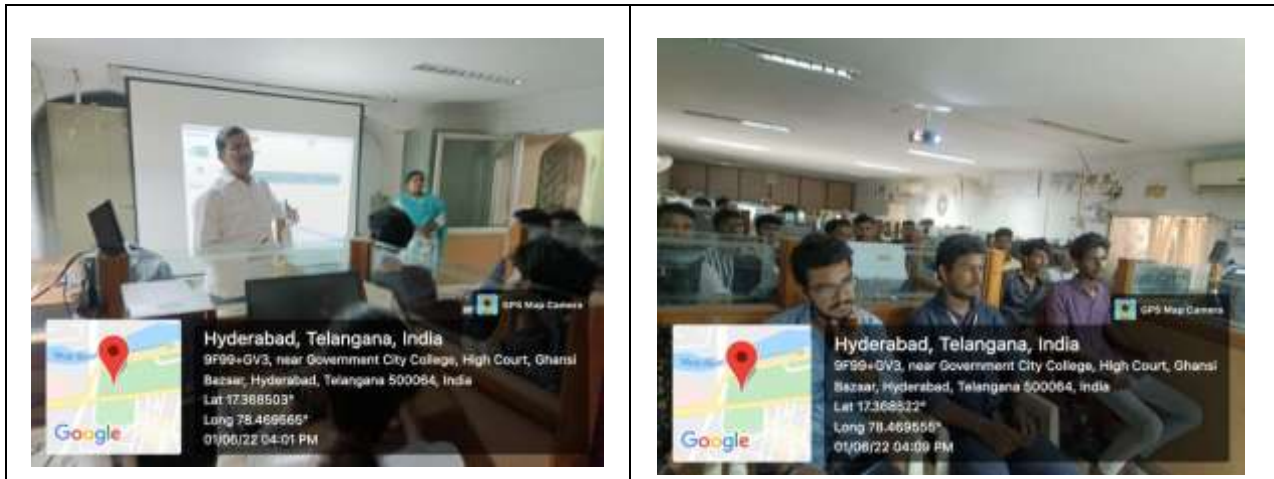 GPS Map Camera
Hyderabad, Telangana, India
9F99+GV3, near Government City College, High Court, Ghansi
Bazaar, Hyderabad, Telangana 500064, India
Lat 17.368503°
Long 78.469565°
01/06/22 04:01 PM
Google
GPS Map Camera
Hyderabad, Telangana, India
9F99+GV3, near Government City College, High Court, Ghansi
Bazaar, Hyderabad, Telangana 500064, India
Lat 17.368522°
Long 78.469555°
01/06/22 04:09 PM
Google